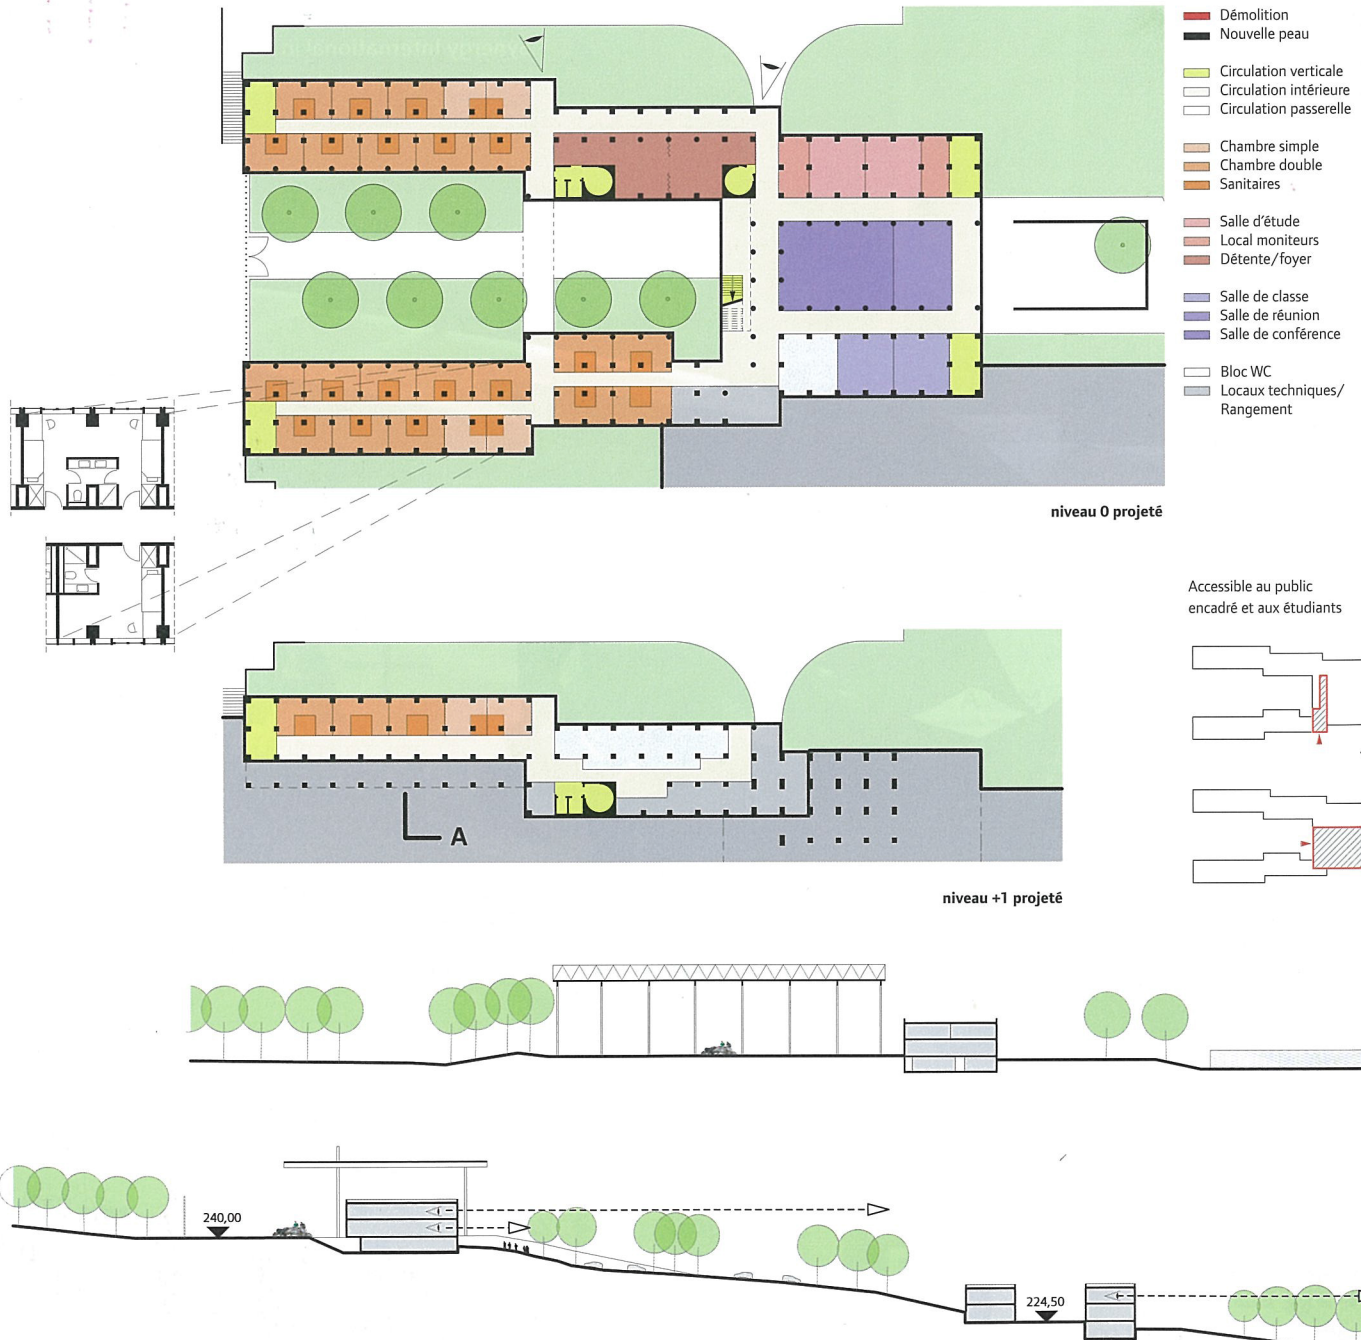 Démolition
Nouvelle peau
Circulation verticale
Circulation intérieure
Circulation passerelle
Chambre simple
Chambre double
Sanitaires
Salle d'étude
Local moniteurs
Détente/foyer
Salle de classe
Salle de réunion
Salle de conférence
Bloc WC
Locaux techniques/
Rangement
niveau 0 projeté
Accessible au public
encadré et aux étudiants
A
niveau +1 projeté
240,00
224,50